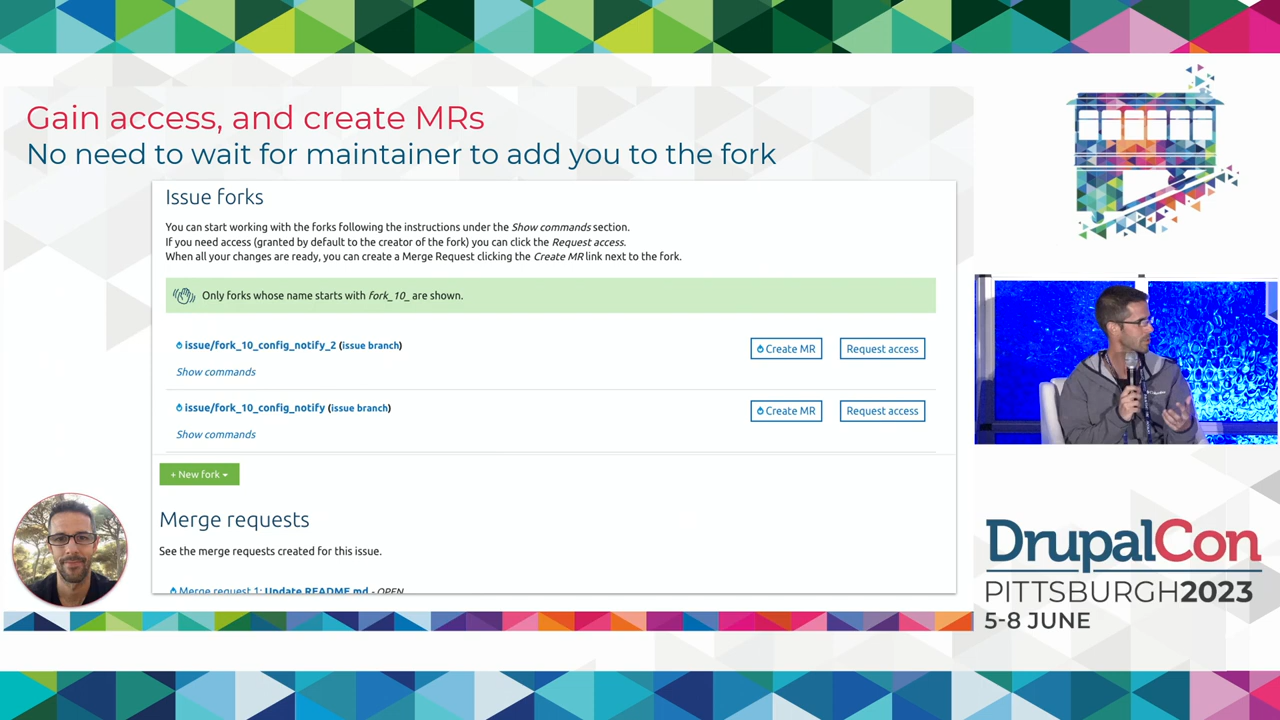 Gain access, and create MRs
No need to wait for maintainer to add you to the fork
Issue forks
You can start working with the forks following the instructions under the Show commands section.
If you need access (granted by default to the creator of the fork) you can click the Request access.
When all your changes are ready, you can create a Merge Request clicking the Create MR link next to the fork.
Only forks whose name starts with fork_10_ are shown.
issue/fork_10_config_notify_2 (issue branch)
Create MR
Request access
Show commands
issue/fork_10_config_notify (issue branch)
Create MR
Request access
Show commands
+ New fork
Merge requests
See the merge requests created for this issue.
Merge request 1: Update README.md - OPEN
DrupalCon
PITTSBURGH2023
5-8 JUNE